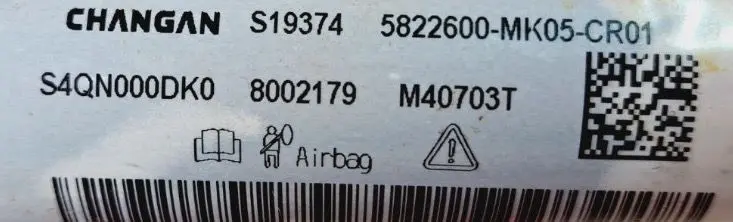 CHANGAN S19374 5822600-MK05-CR01
S4QN000DK0 8002179 M40703T
Airbag